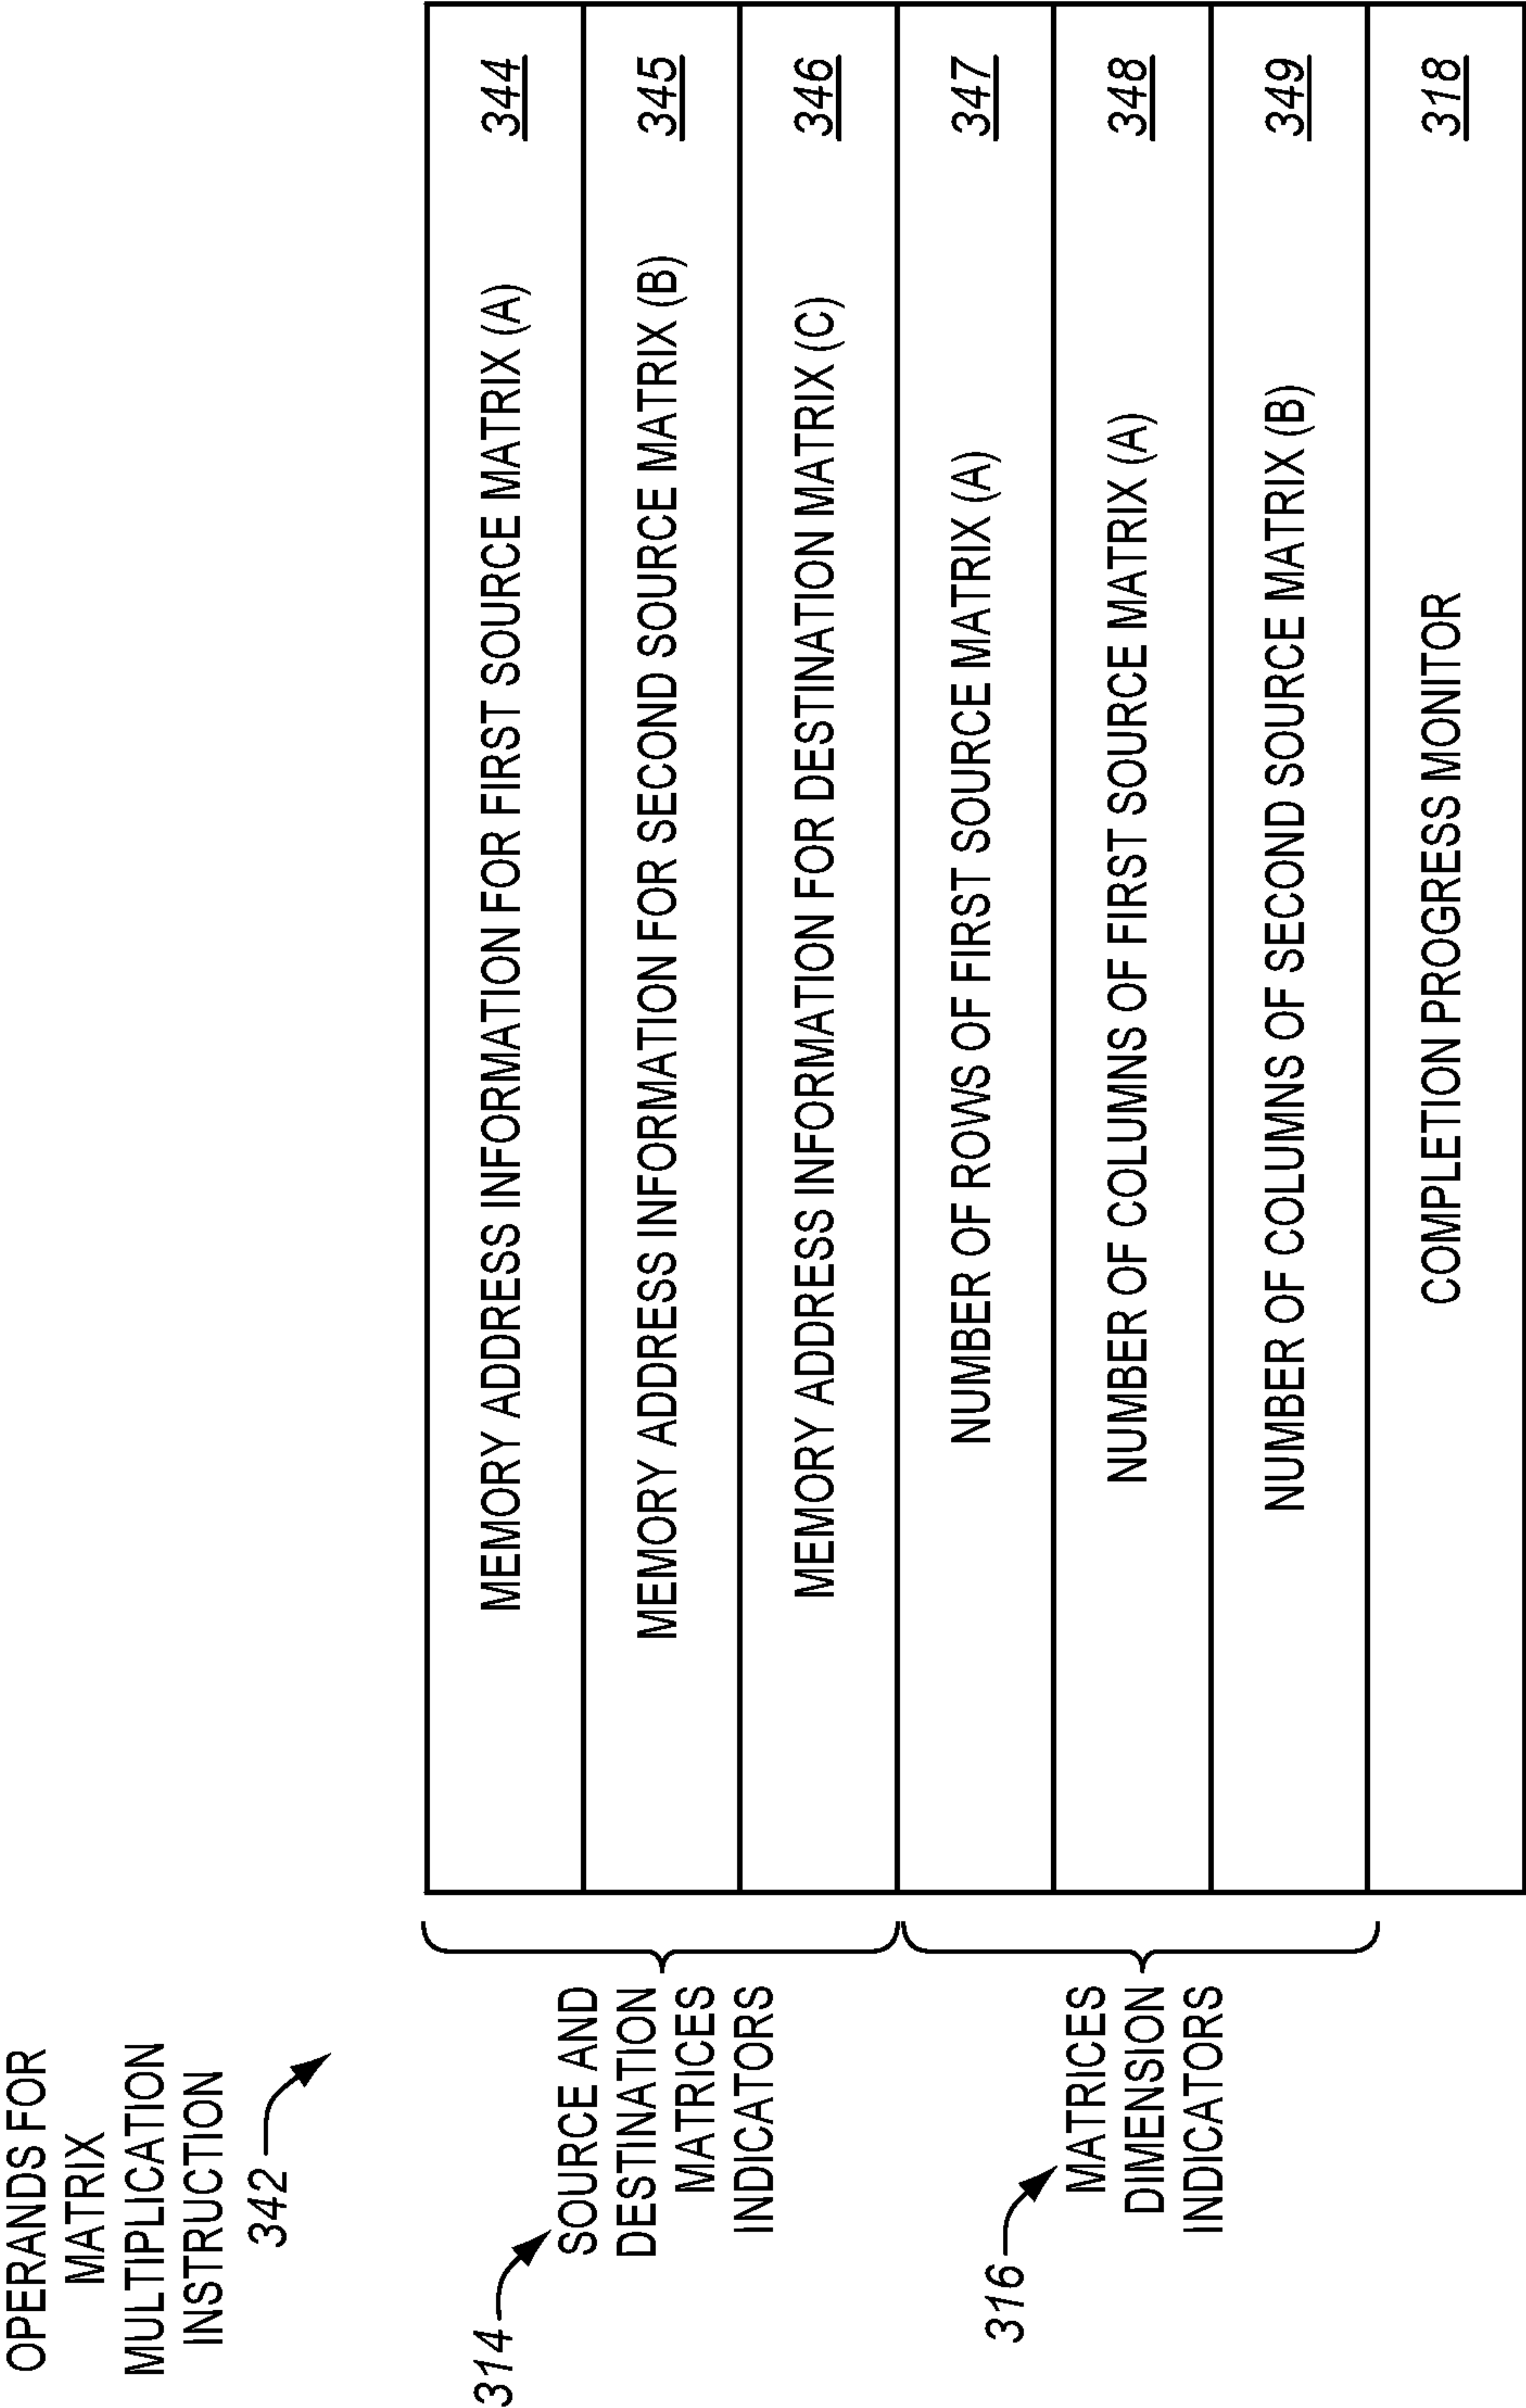 OPERANDS FOR
MATRIX
MULTIPLICATION
INSTRUCTION
342
314
SOURCE AND
DESTINATION
MATRICES
INDICATORS
316
MATRICES
DIMENSION
INDICATORS
MEMORY ADDRESS INFORMATION FOR FIRST SOURCE MATRIX (A) 344
MEMORY ADDRESS INFORMATION FOR SECOND SOURCE MATRIX (B) 345
MEMORY ADDRESS INFORMATION FOR DESTINATION MATRIX (C) 346
NUMBER OF ROWS OF FIRST SOURCE MATRIX (A) 347
NUMBER OF COLUMNS OF FIRST SOURCE MATRIX (A) 348
NUMBER OF COLUMNS OF SECOND SOURCE MATRIX (B) 349
COMPLETION PROGRESS MONITOR 318